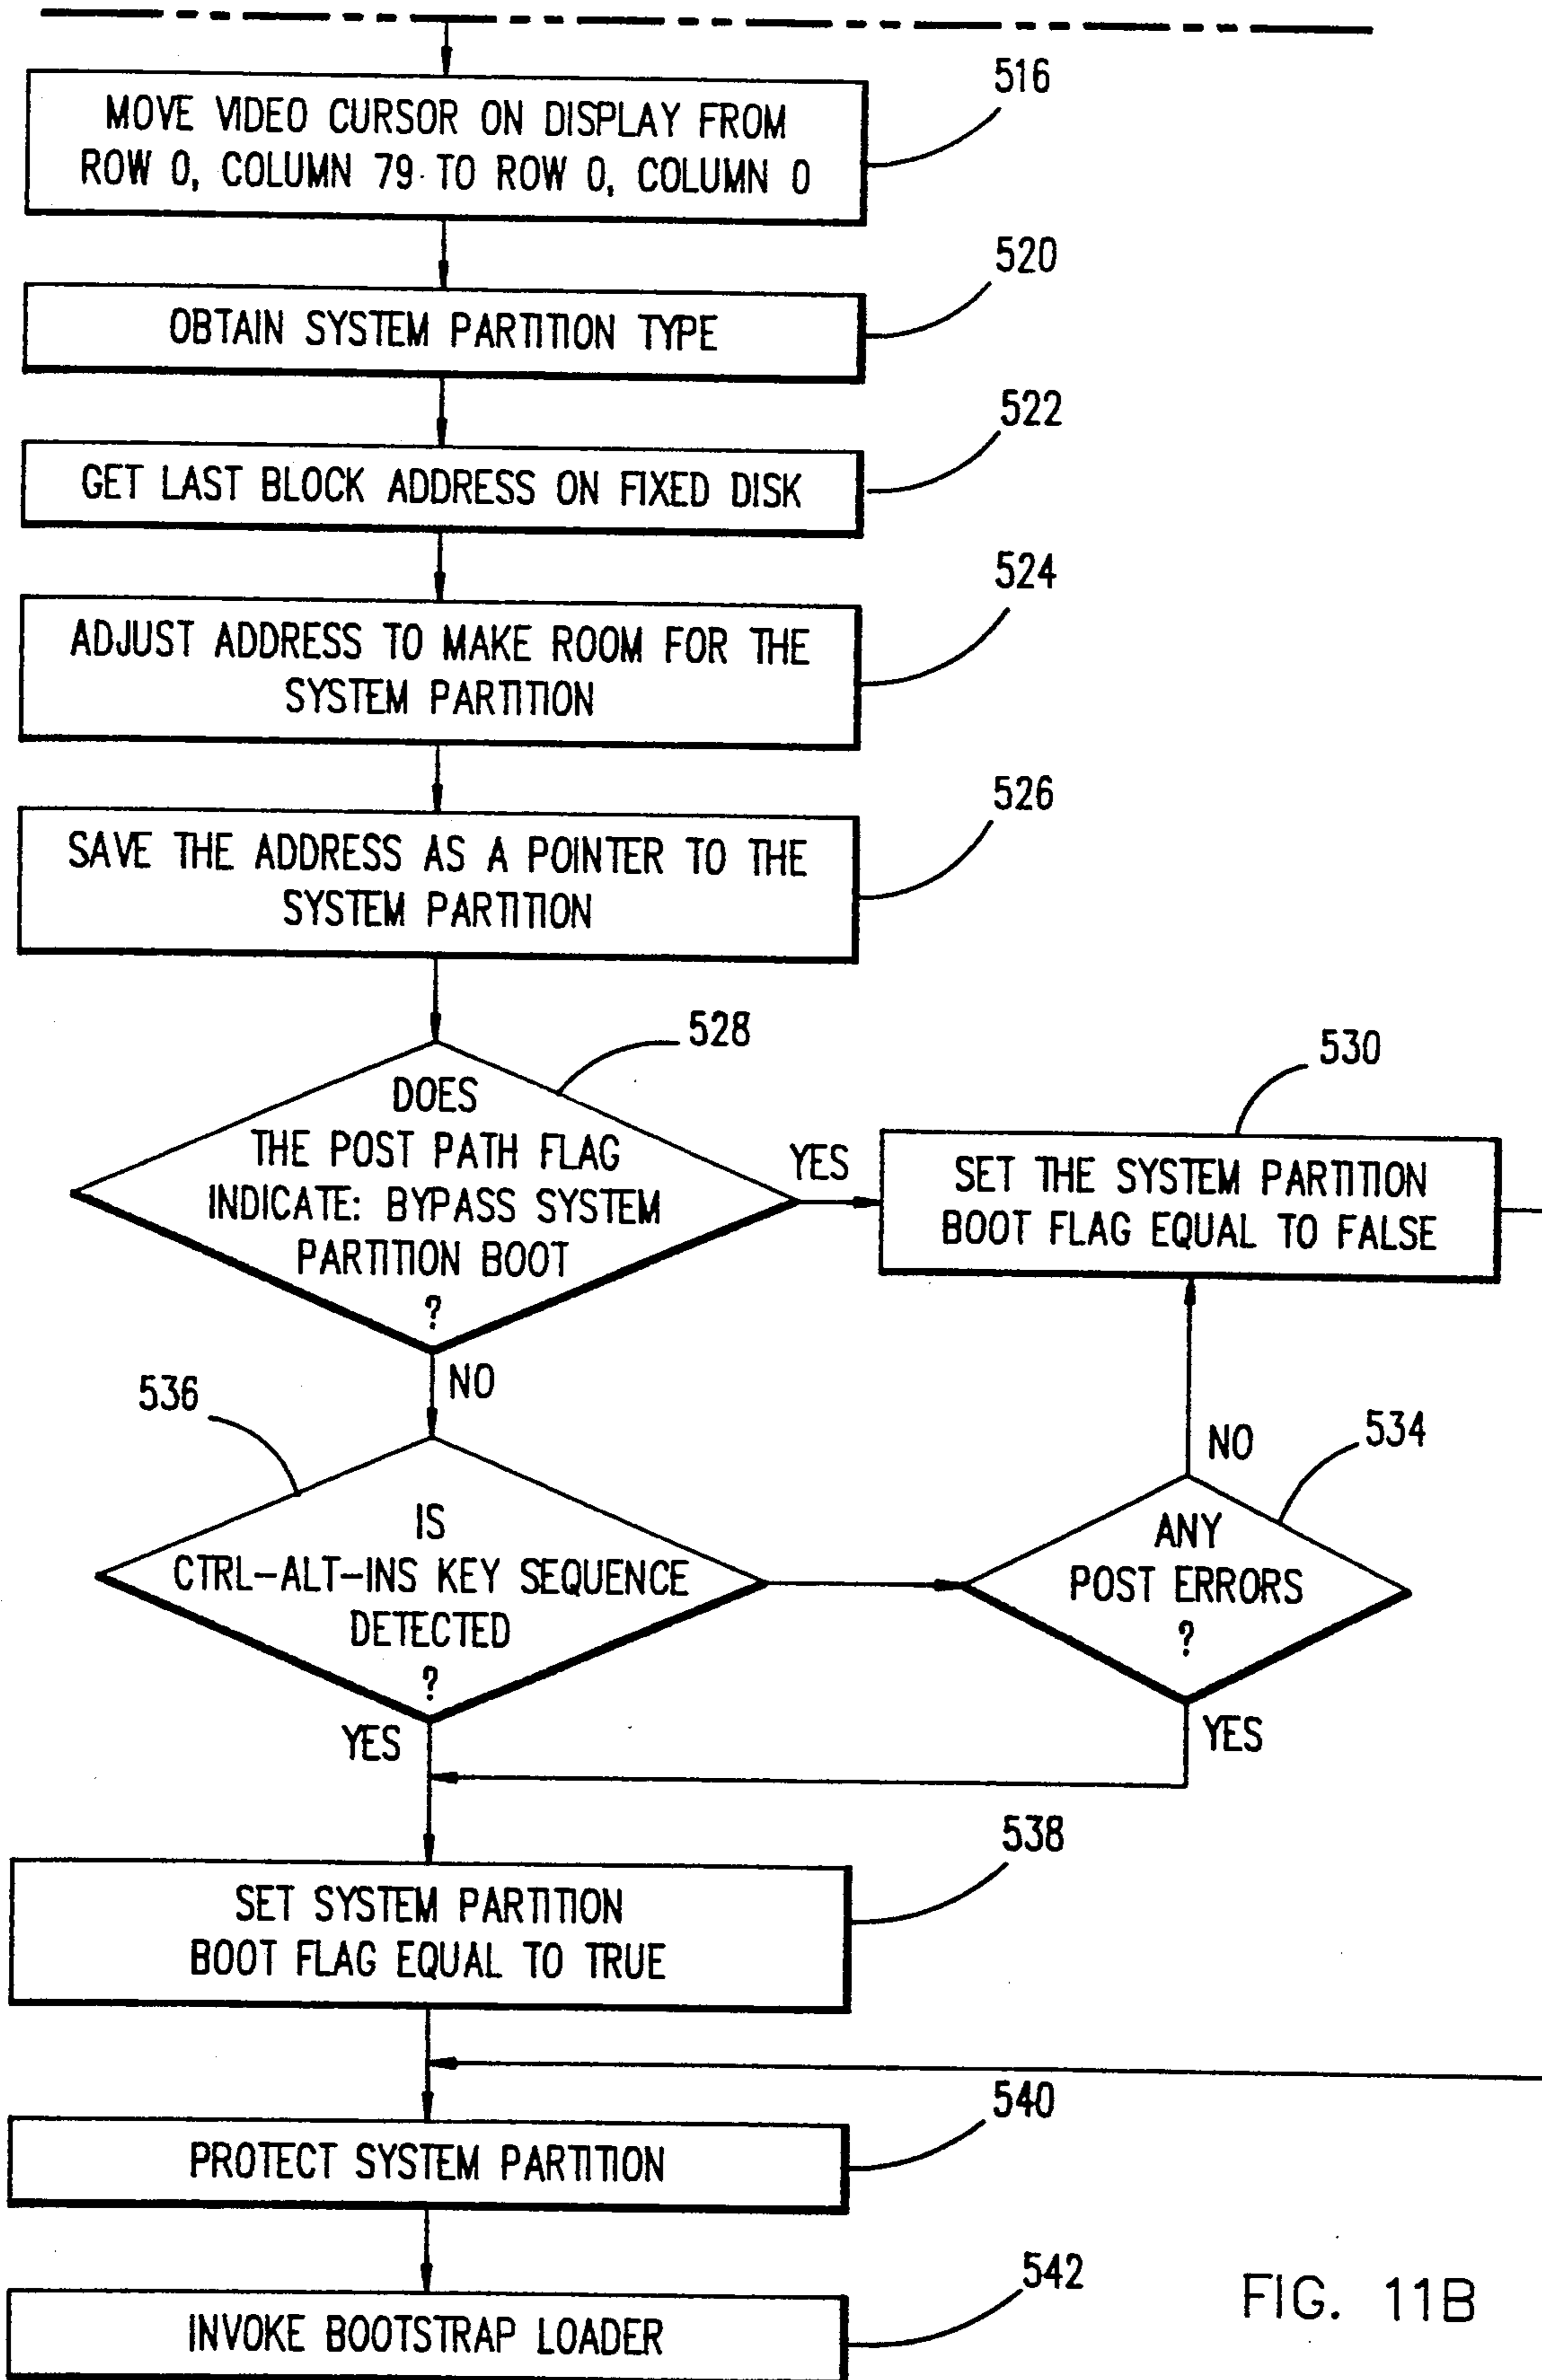 516
MOVE VIDEO CURSOR ON DISPLAY FROM
ROW 0, COLUMN 79 TO ROW 0, COLUMN 0
520
OBTAIN SYSTEM PARTITION TYPE
522
GET LAST BLOCK ADDRESS ON FIXED DISK
524
ADJUST ADDRESS TO MAKE ROOM FOR THE
SYSTEM PARTITION
526
SAVE THE ADDRESS AS A POINTER TO THE
SYSTEM PARTITION
528
DOES
THE POST PATH FLAG
INDICATE: BYPASS SYSTEM
PARTITION BOOT
?
YES
530
SET THE SYSTEM PARTITION
BOOT FLAG EQUAL TO FALSE
NO
536
IS
CTRL-ALT-INS KEY SEQUENCE
DETECTED
?
YES
NO
534
ANY
POST ERRORS
?
YES
538
SET SYSTEM PARTITION
BOOT FLAG EQUAL TO TRUE
540
PROTECT SYSTEM PARTITION
542
INVOKE BOOTSTRAP LOADER
FIG. 11B